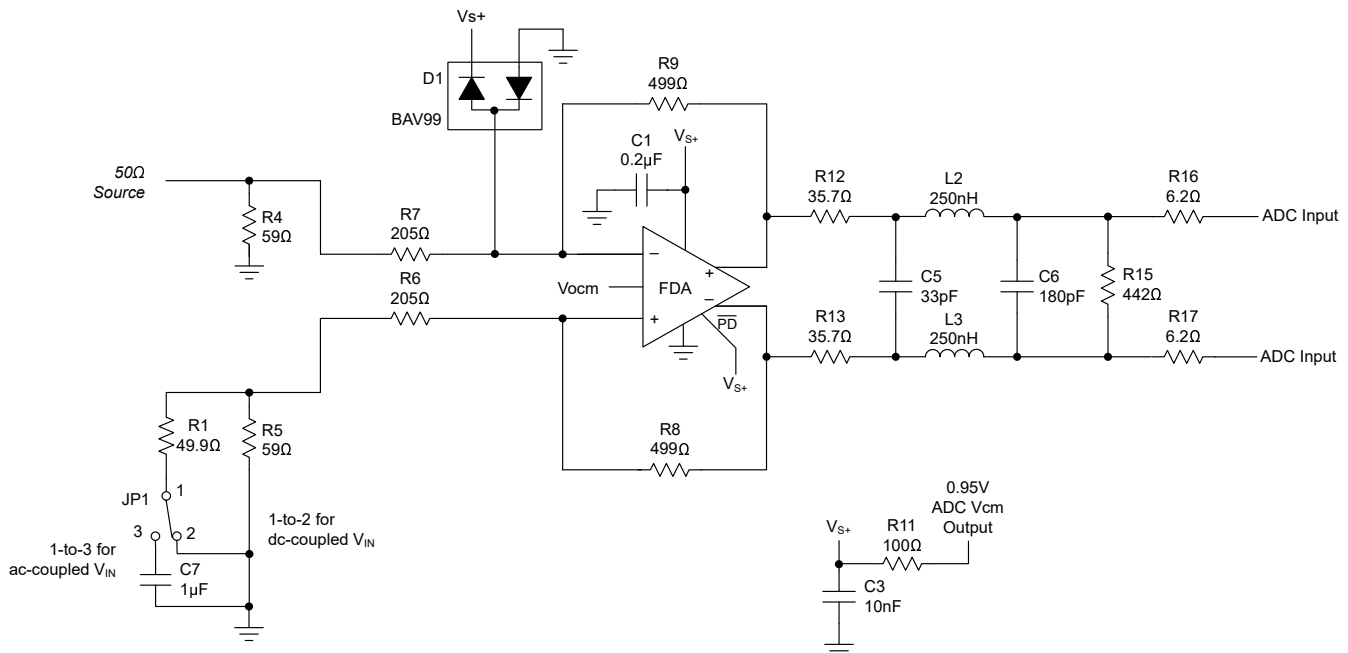 Vs+
D1
BAV99
R9
499Ω
C1
0.2µF
VS+
50Ω
Source
R4
59Ω
R7
205Ω
R6
205Ω
Vocm
−
+
FDA
+
−
PD
VS+
R12
35.7Ω
L2
250nH
R16
6.2Ω
ADC Input
C5
33pF
C6
180pF
R15
442Ω
R13
35.7Ω
L3
250nH
R17
6.2Ω
ADC Input
R8
499Ω
R1
49.9Ω
R5
59Ω
JP1
1
3
2
1-to-2 for
dc-coupled VIN
1-to-3 for
ac-coupled VIN
C7
1µF
0.95V
ADC Vcm
Output
VS+
R11
100Ω
C3
10nF